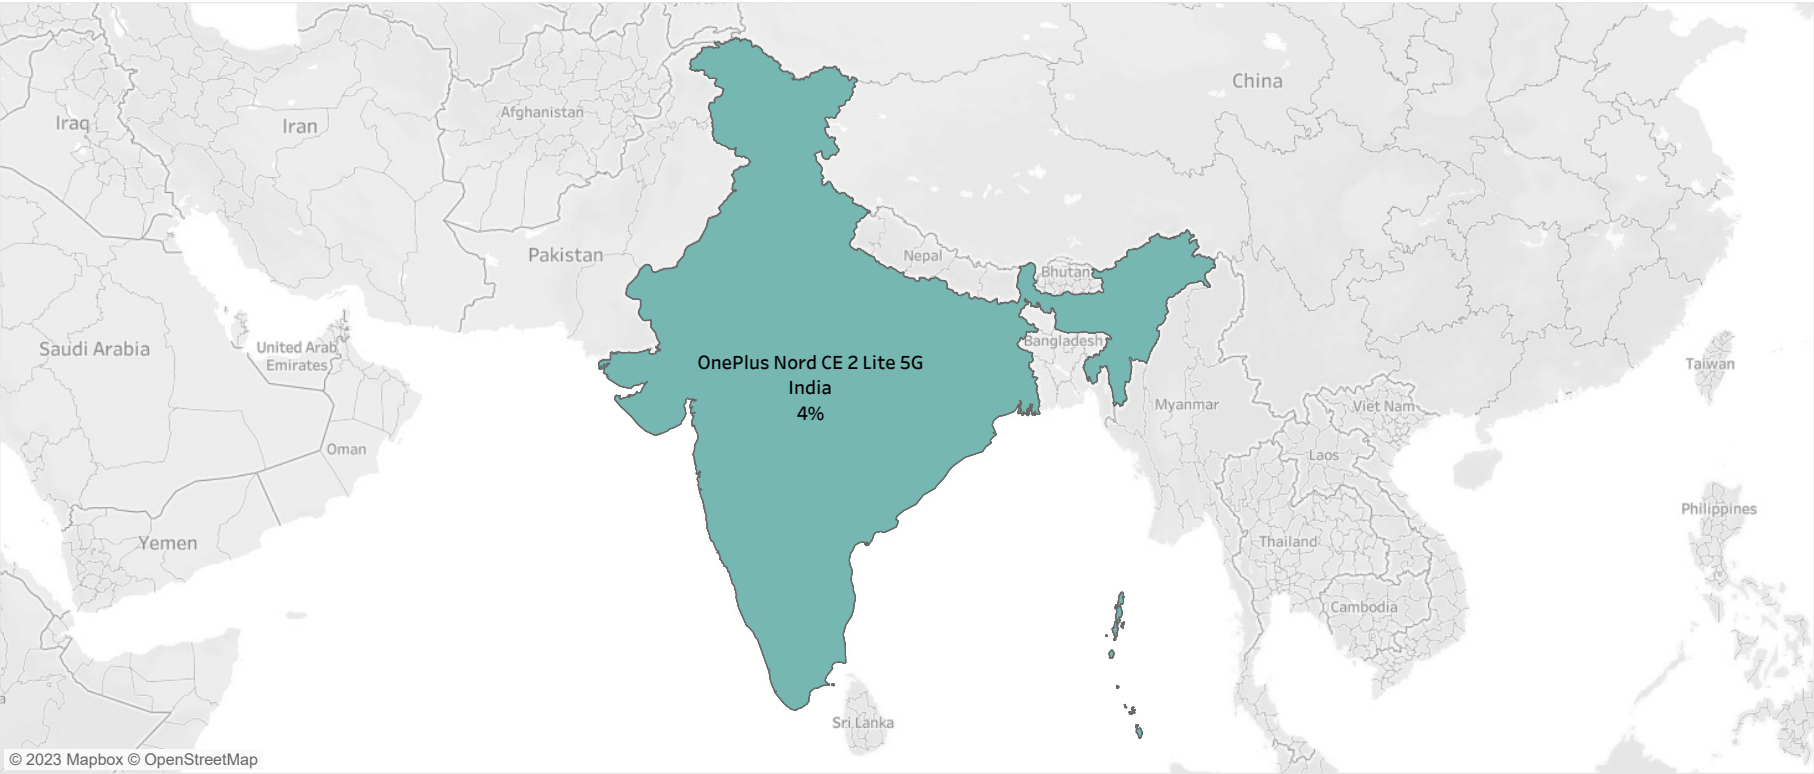 China
Afghanistan
Iraq
Iran
Pakistan
Nepal
Bhutan
Bangladesh
Saudi Arabia
United Arab
Emirates
OnePlus Nord CE 2 Lite 5G
India
4%
Taiwan
Myanmar
Viet Nam
Oman
Laos
Philippines
Yemen
Thailand
Cambodia
Sri Lanka
© 2023 Mapbox © OpenStreetMap